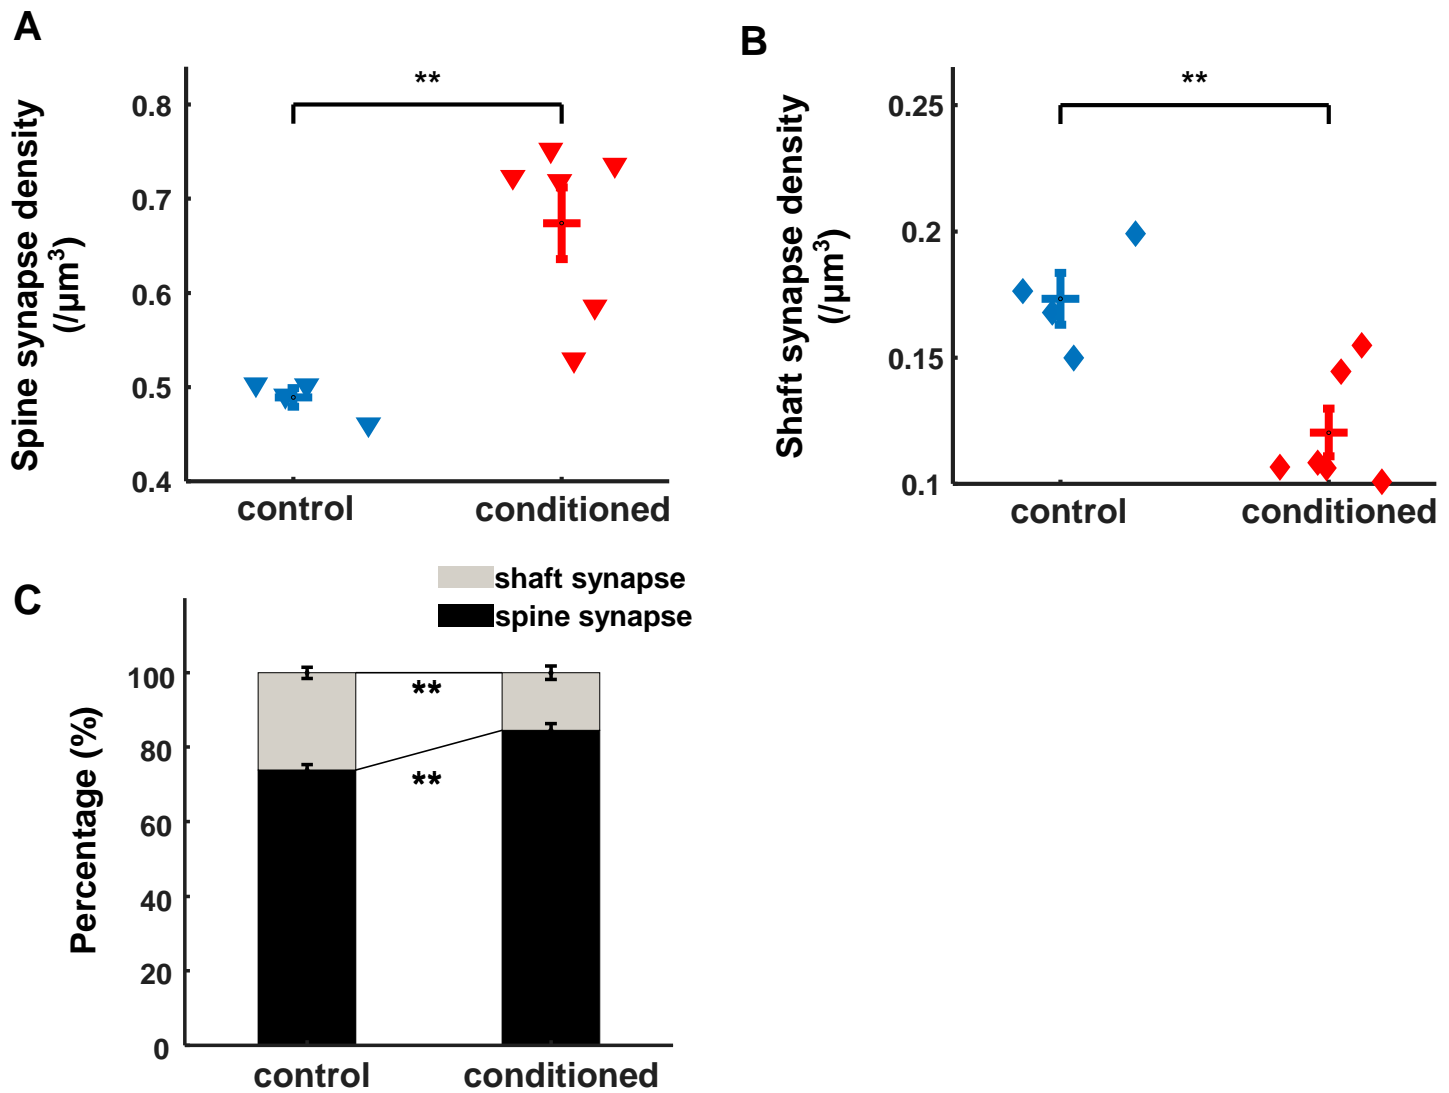 A
Spine synapse density
(/µm³)
0.8
0.7
0.6
0.5
0.4
**
control
conditioned
B
Shaft synapse density
(/µm³)
0.25
0.2
0.15
0.1
**
control
conditioned
C
shaft synapse
spine synapse
Percentage (%)
100
80
60
40
20
0
**
**
control
conditioned